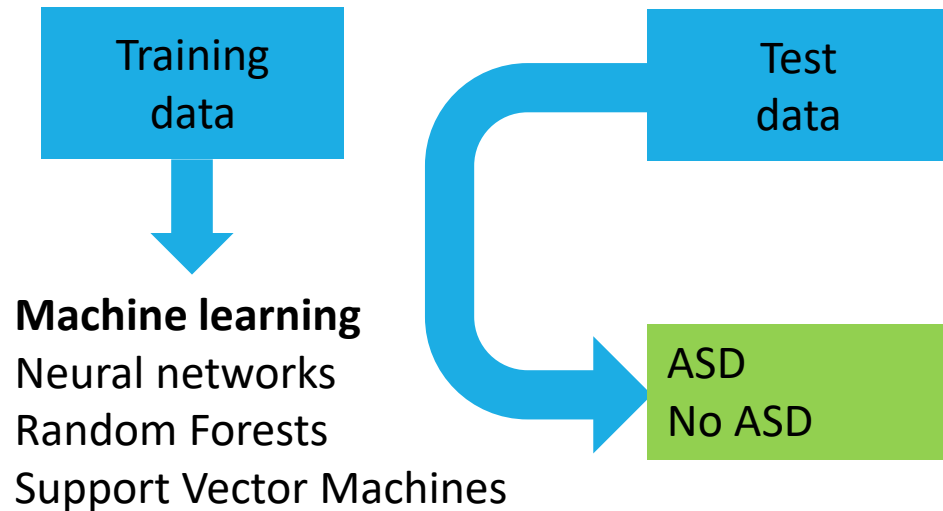 Training
data
Test
data
Machine learning
Neural networks
Random Forests
Support Vector Machines
ASD
No ASD